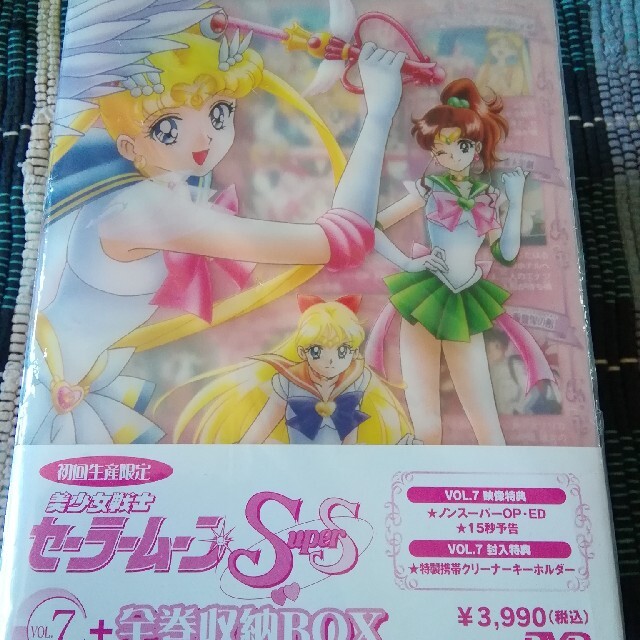 初回生産限定
美少女戦士
セーラームーン
SuperS
VOL.7 映像特典
★ノンスーパーOP・ED
★15秒予告
VOL.7 封入特典
★特製携帯クリーナーキーホルダー
VOL.7+全巻収納BOX
¥3,990(税込)